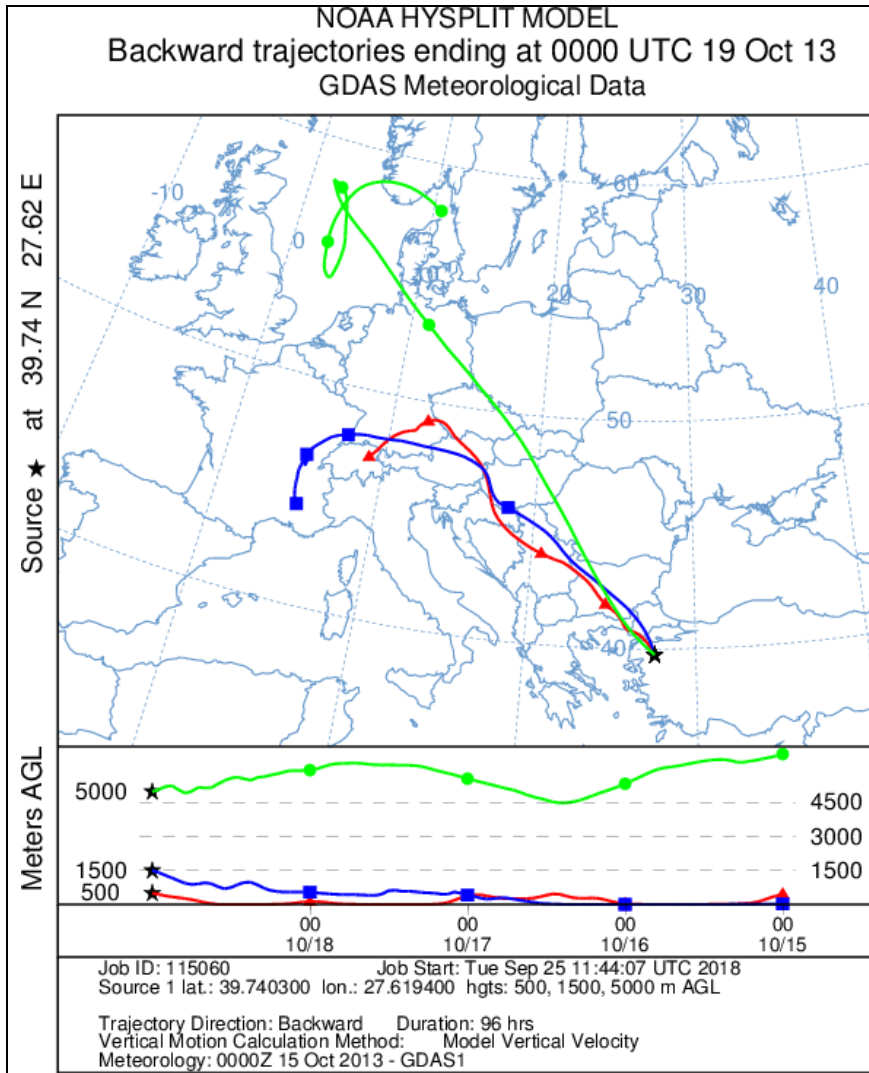 NOAA HYSPLIT MODEL
Backward trajectories ending at 0000 UTC 19 Oct 13
GDAS Meteorological Data
Source ★ at 39.74 N 27.62 E
-10
0
10
20
30
40
60
50
40
Meters AGL
5000
1500
500
4500
3000
1500
00 00 00 00
10/18 10/17 10/16 10/15
Job ID: 115060 Job Start: Tue Sep 25 11:44:07 UTC 2018
Source 1 lat.: 39.740300 lon.: 27.619400 hgts: 500, 1500, 5000 m AGL
Trajectory Direction: Backward Duration: 96 hrs
Vertical Motion Calculation Method: Model Vertical Velocity
Meteorology: 0000Z 15 Oct 2013 - GDAS1